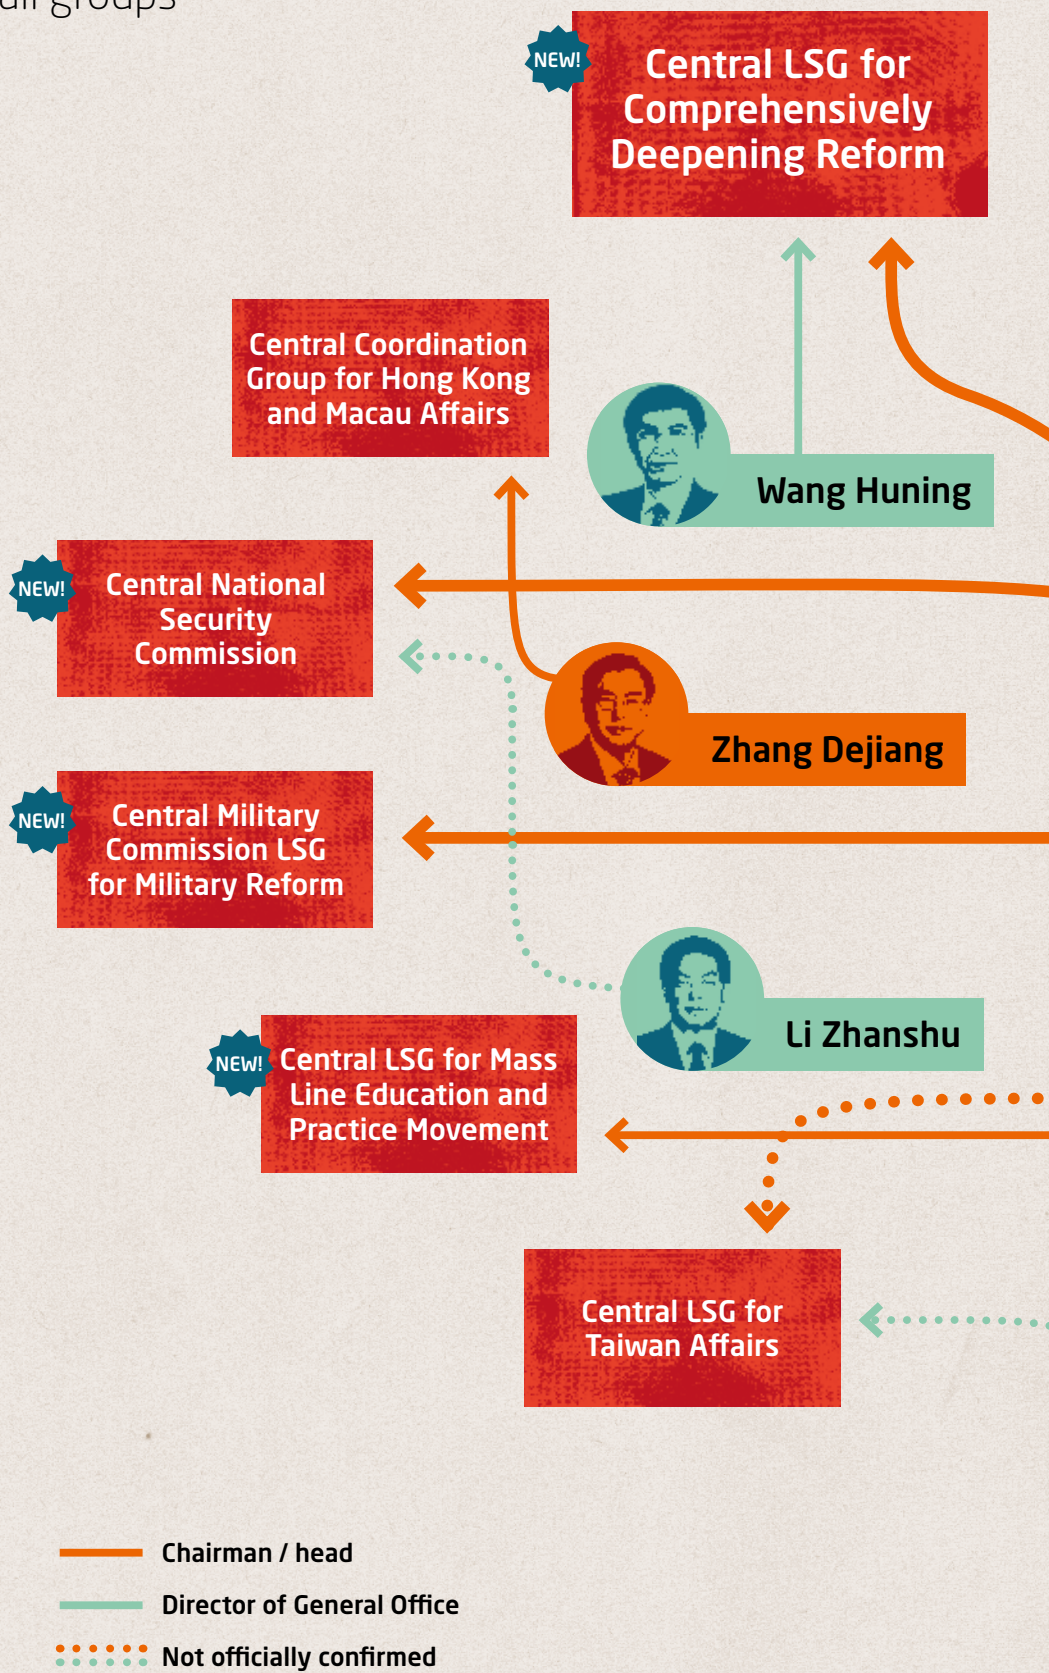 groups
NEW!
Central LSG for
Comprehensively
Deepening Reform
Central Coordination
Group for Hong Kong
and Macau Affairs
Wang Huning
NEW!
Central National
Security
Commission
Zhang Dejiang
NEW!
Central Military
Commission LSG
for Military Reform
Li Zhanshu
NEW!
Central LSG for Mass
Line Education and
Practice Movement
Central LSG for
Taiwan Affairs
Chairman / head
Director of General Office
Not officially confirmed